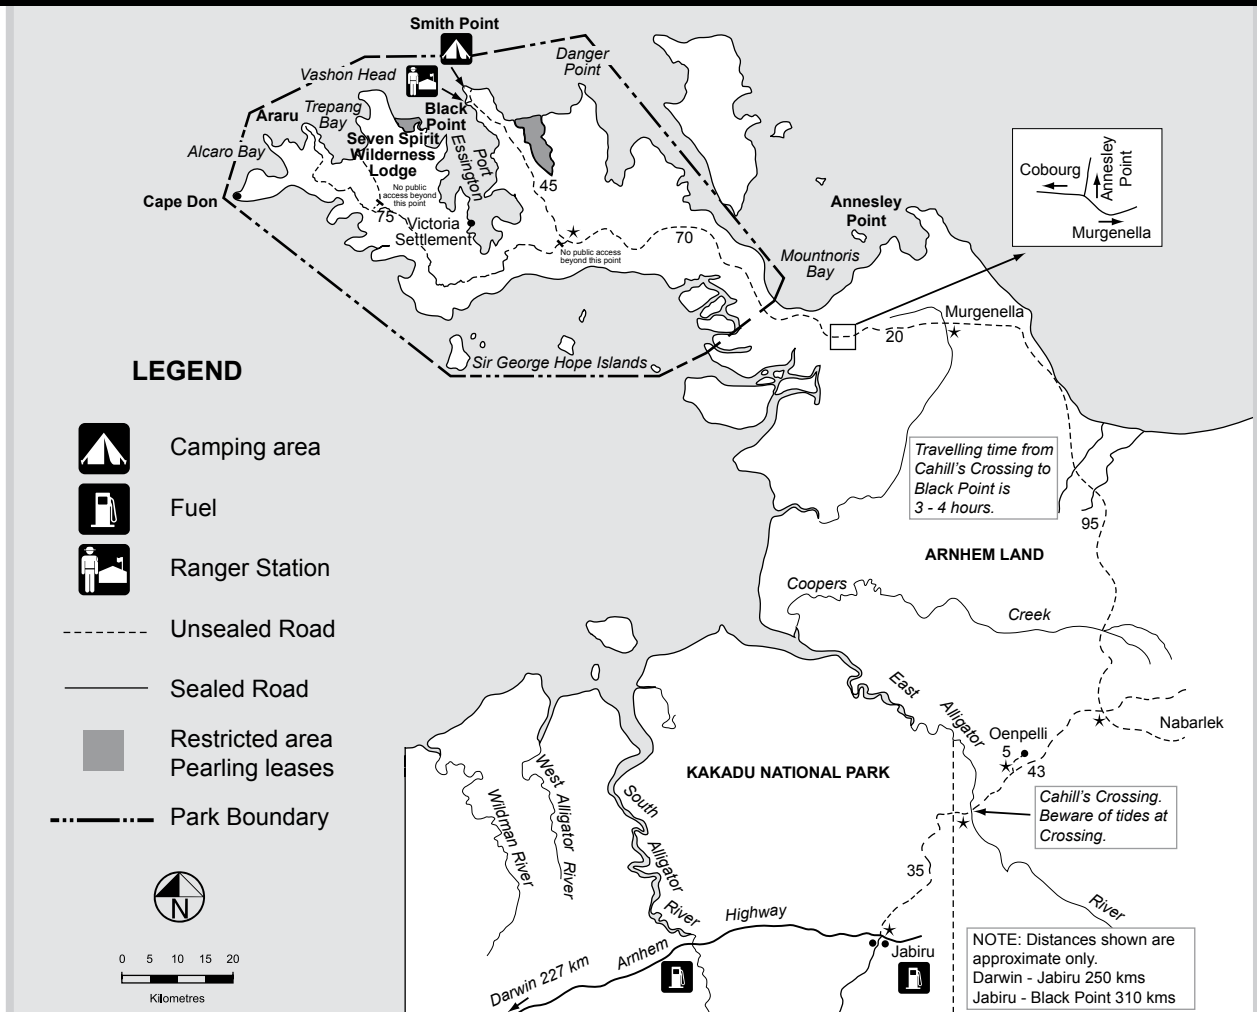 Smith Point
Danger
Point
Vashon Head
Trepang
Bay
Araru
Black
Point
Seven Spirit
Wilderness
Lodge
Port
Essington
Alcaro Bay
No public
access beyond
this point
45
Cape Don
75
Victoria
Settlement
No public access
beyond this point
70
Annesley
Point
Mountnoris
Bay
Cobourg
Annesley
Point
Murgenella
Murgenella
20
Sir George Hope Islands
LEGEND
Camping area
Fuel
Ranger Station
Unsealed Road
Sealed Road
Restricted area
Pearling leases
Park Boundary
N
0 5 10 15 20
Kilometres
Travelling time from
Cahill's Crossing to
Black Point is
3 - 4 hours.
95
ARNHEM LAND
Coopers
Creek
East
Alligator
River
Nabarlek
Oenpelli
5
43
KAKADU NATIONAL PARK
Cahill's Crossing.
Beware of tides at
Crossing.
Wildman River
West Alligator River
South
Alligator
River
35
Arnhem
Highway
Darwin 227 km
Jabiru
NOTE: Distances shown are
approximate only.
Darwin - Jabiru 250 kms
Jabiru - Black Point 310 kms